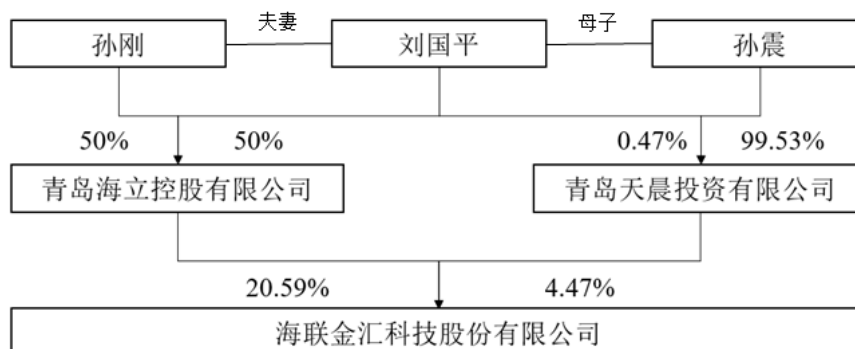 夫妻
母子
孙刚
刘国平
孙震
50%
50%
0.47%
99.53%
青岛海立控股有限公司
青岛天晨投资有限公司
20.59%
4.47%
海联金汇科技股份有限公司